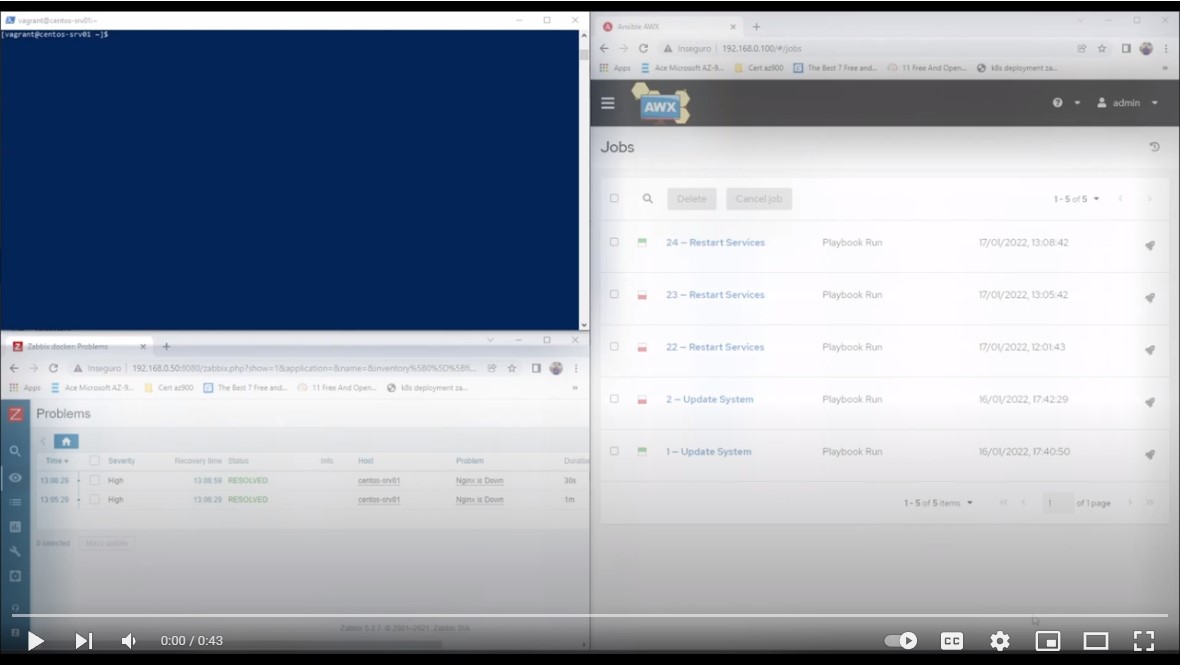 vagrant@centos-srv01:~
[vagrant@centos-srv01 ~]$
Ansible AWX
Inseguro | 192.168.0.100/#/jobs
Apps Ace Microsoft AZ-9... Cert az900 The Best 7 Free and... 11 Free And Open... k8s deployment za... »
AWX
admin
Jobs
Delete Cancel job 1 - 5 of 5
24 – Restart Services Playbook Run 17/01/2022, 13:08:42
23 – Restart Services Playbook Run 17/01/2022, 13:05:42
22 – Restart Services Playbook Run 17/01/2022, 12:01:43
2 – Update System Playbook Run 16/01/2022, 17:42:29
1 – Update System Playbook Run 16/01/2022, 17:40:50
1 - 5 of 5 items 1 of 1 page
Zabbix docker: Problems
Inseguro | 192.168.0.50:8080/zabbix.php?show=1&application=&name=&inventory%5B0%5D%5Bfi...
Apps Ace Microsoft AZ-9... Cert az900 The Best 7 Free and... 11 Free And Open... k8s deployment za... »
Z Problems
Time Severity Recovery time Status Info Host Problem Duration
13:08:29 High 13:08:59 RESOLVED centos-srv01 Nginx is Down 30s
13:05:29 High 13:06:29 RESOLVED centos-srv01 Nginx is Down 1m
0 selected Mass update
Zabbix 5.2.7. © 2001–2021, Zabbix SIA
0:00 / 0:43
CC